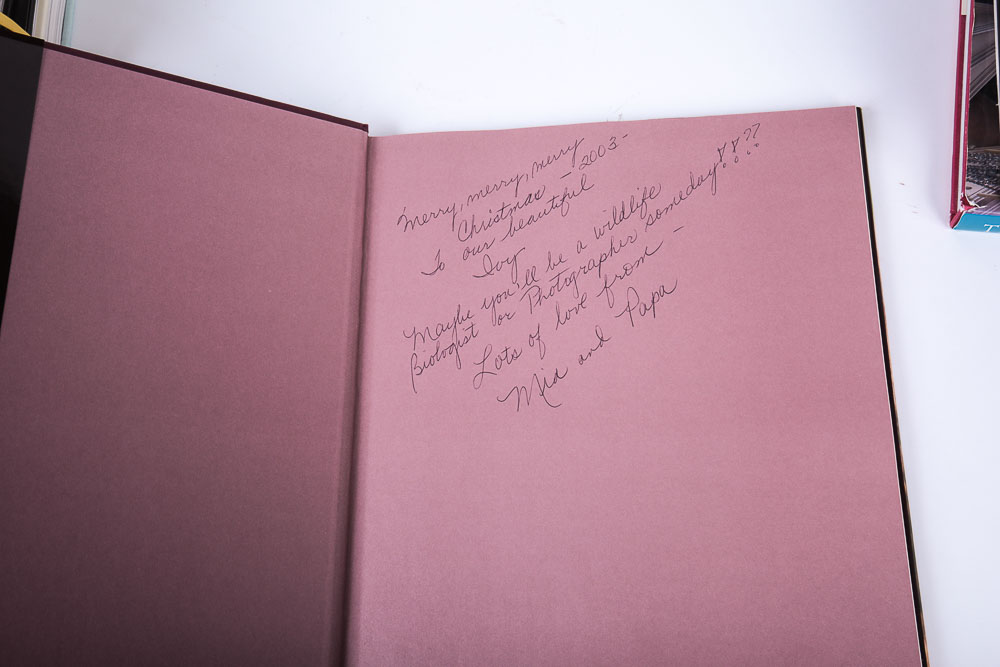 Merry, merry, merry
Christmas - 2003 -
To our beautiful
Ivy
Maybe you'll be a wildlife
Biologist or Photographer someday!!??
Lots of love from -
Mia and Papa
T